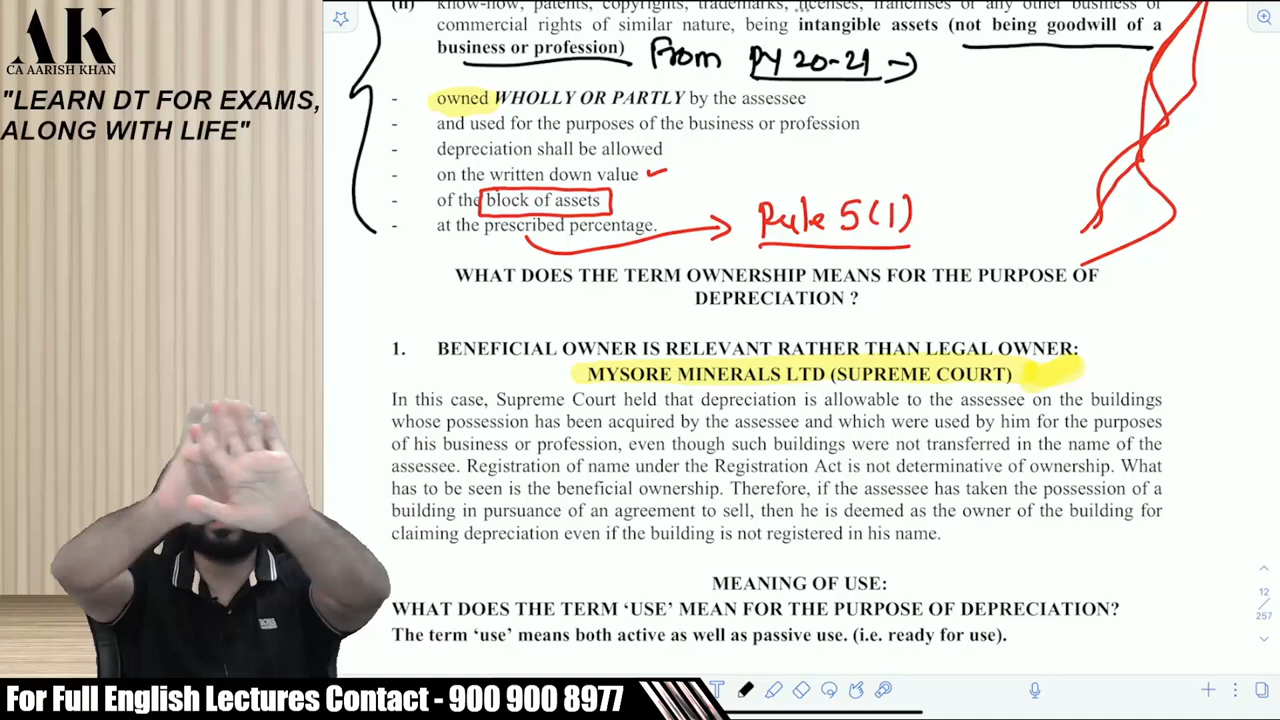 AK
CA AARISH KHAN
"LEARN DT FOR EXAMS,
ALONG WITH LIFE"
(ii) know-how, patents, copyrights, trademarks, licenses, franchises or any other business or
commercial rights of similar nature, being intangible assets (not being goodwill of a
business or profession) From PY 20-21
- owned WHOLLY OR PARTLY by the assessee
- and used for the purposes of the business or profession
- depreciation shall be allowed
- on the written down value
- of the block of assets
- at the prescribed percentage. Rule 5(1)
WHAT DOES THE TERM OWNERSHIP MEANS FOR THE PURPOSE OF
DEPRECIATION ?
1. BENEFICIAL OWNER IS RELEVANT RATHER THAN LEGAL OWNER:
MYSORE MINERALS LTD (SUPREME COURT)
In this case, Supreme Court held that depreciation is allowable to the assessee on the buildings
whose possession has been acquired by the assessee and which were used by him for the purposes
of his business or profession, even though such buildings were not transferred in the name of the
assessee. Registration of name under the Registration Act is not determinative of ownership. What
has to be seen is the beneficial ownership. Therefore, if the assessee has taken the possession of a
building in pursuance of an agreement to sell, then he is deemed as the owner of the building for
claiming depreciation even if the building is not registered in his name.
MEANING OF USE:
WHAT DOES THE TERM ‘USE’ MEAN FOR THE PURPOSE OF DEPRECIATION?
The term ‘use’ means both active as well as passive use. (i.e. ready for use).
12
257
For Full English Lectures Contact - 900 900 8977